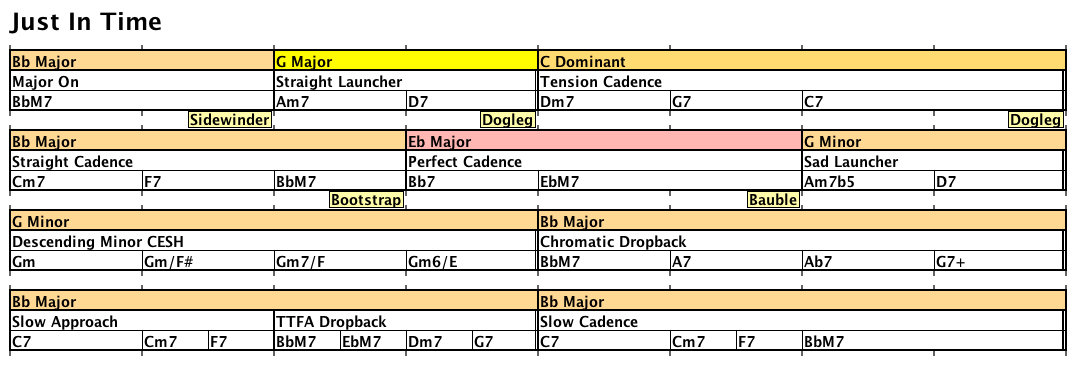 Just In Time
Bb Major G Major C Dominant
Major On Straight Launcher Tension Cadence
BbM7 Am7 D7 Dm7 G7 C7
Sidewinder Dogleg Dogleg
Bb Major Eb Major G Minor
Straight Cadence Perfect Cadence Sad Launcher
Cm7 F7 BbM7 Bb7 EbM7 Am7b5 D7
Bootstrap Bauble
G Minor Bb Major
Descending Minor CESH Chromatic Dropback
Gm Gm/F# Gm7/F Gm6/E BbM7 A7 Ab7 G7+
Bb Major Bb Major
Slow Approach TTFA Dropback Slow Cadence
C7 Cm7 F7 BbM7 EbM7 Dm7 G7 C7 Cm7 F7 BbM7